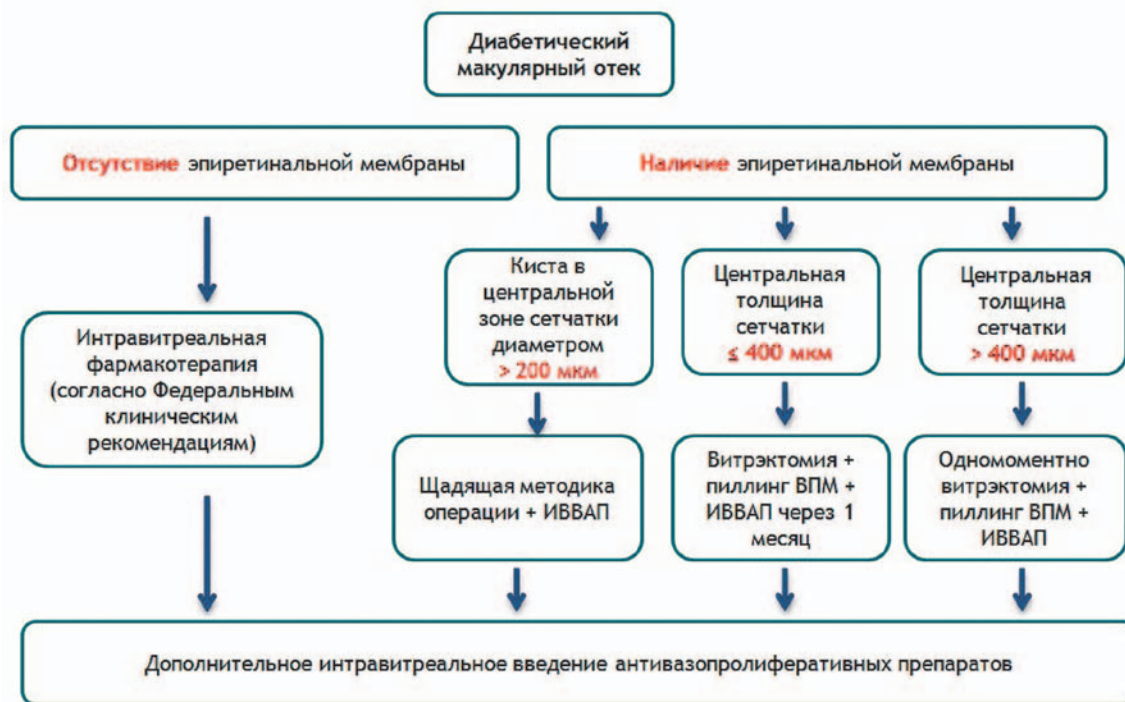 Диабетический
макулярный отек
Отсутствие эпиретинальной мембраны
Наличие эпиретинальной мембраны
Интравитреальная
фармакотерапия
(согласно Федеральным
клиническим
рекомендациям)
Киста в
центральной
зоне сетчатки
диаметром
> 200 мкм
Центральная
толщина
сетчатки
≤ 400 мкм
Центральная
толщина
сетчатки
> 400 мкм
Щадящая методика
операции + ИВВАП
Витрэктомия +
пиллинг ВПМ +
ИВВАП через 1
месяц
Одномоментно
витрэктомия +
пиллинг ВПМ +
ИВВАП
Дополнительное интравитреальное введение антивазопролиферативных препаратов